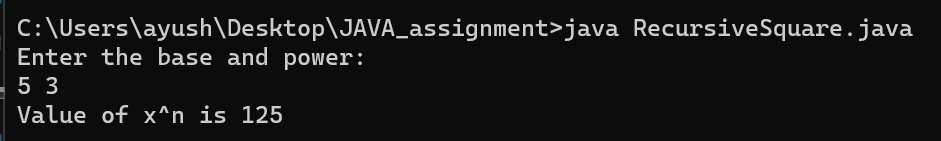 C:\Users\ayush\Desktop\JAVA_assignment>java RecursiveSquare.java
Enter the base and power:
5 3
Value of x^n is 125